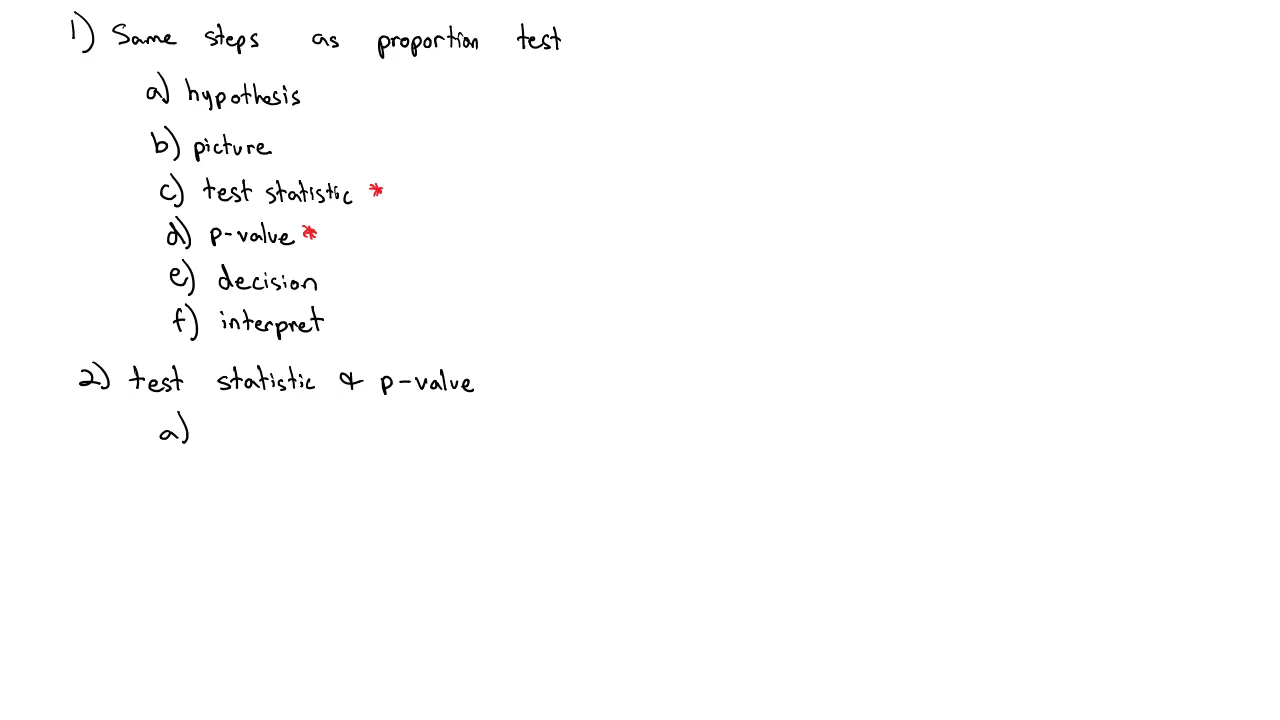 1) Same steps as proportion test
a) hypothesis
b) picture
c) test statistic *
d) p-value *
e) decision
f) interpret
2) test statistic & p-value
a)